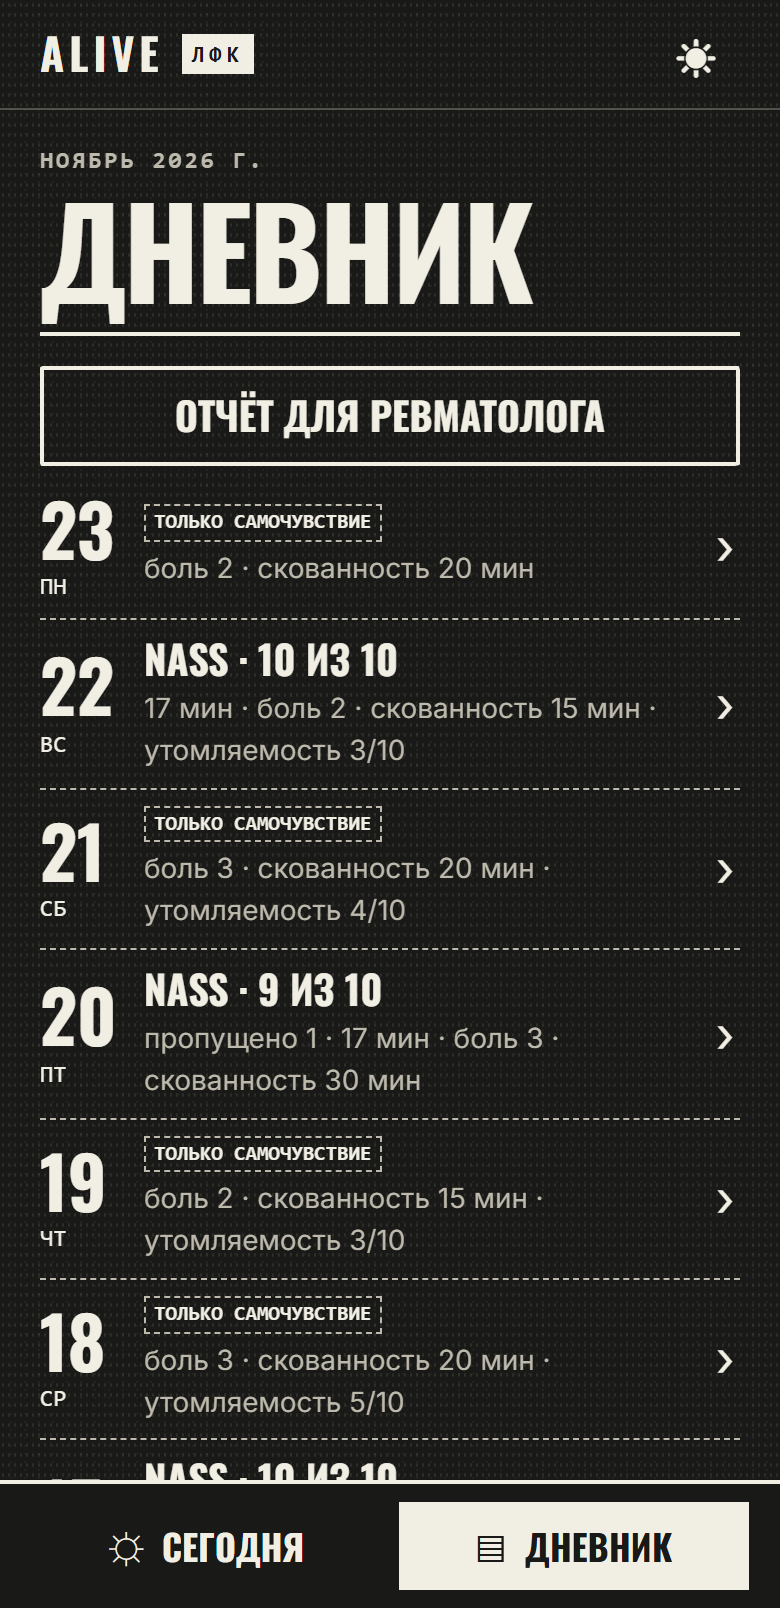 ALIVE ЛФК
НОЯБРЬ 2026 Г.
ДНЕВНИК
ОТЧЁТ ДЛЯ РЕВМАТОЛОГА
23
ПН
ТОЛЬКО САМОЧУВСТВИЕ
боль 2 · скованность 20 мин
22
ВС
NASS · 10 ИЗ 10
17 мин · боль 2 · скованность 15 мин ·
утомляемость 3/10
21
СБ
ТОЛЬКО САМОЧУВСТВИЕ
боль 3 · скованность 20 мин ·
утомляемость 4/10
20
ПТ
NASS · 9 ИЗ 10
пропущено 1 · 17 мин · боль 3 ·
скованность 30 мин
19
ЧТ
ТОЛЬКО САМОЧУВСТВИЕ
боль 2 · скованность 15 мин ·
утомляемость 3/10
18
СР
ТОЛЬКО САМОЧУВСТВИЕ
боль 3 · скованность 20 мин ·
утомляемость 5/10
NASS · 10 ИЗ 10
СЕГОДНЯ
ДНЕВНИК